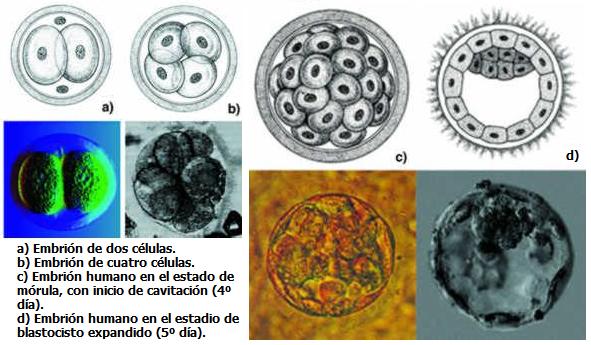 a)
b)
c)
d)
a) Embrión de dos células.
b) Embrión de cuatro células.
c) Embrión humano en el estado de
mórula, con inicio de cavitación (4º
día).
d) Embrión humano en el estadio de
blastocisto expandido (5º día).